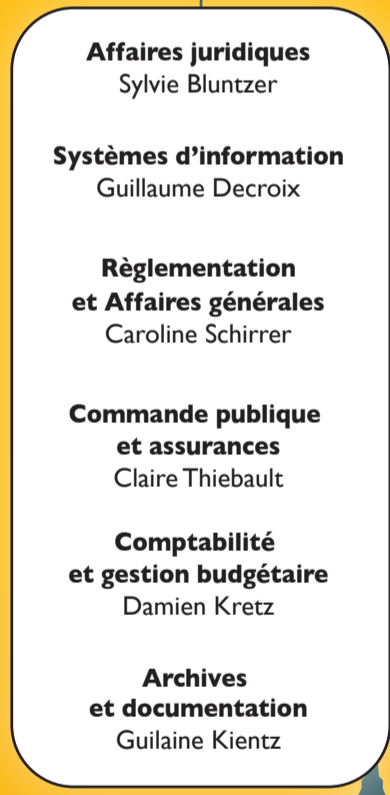 Affaires juridiques
Sylvie Bluntzer
Systèmes d’information
Guillaume Decroix
Règlementation
et Affaires générales
Caroline Schirrer
Commande publique
et assurances
Claire Thiebault
Comptabilité
et gestion budgétaire
Damien Kretz
Archives
et documentation
Guilaine Kientz